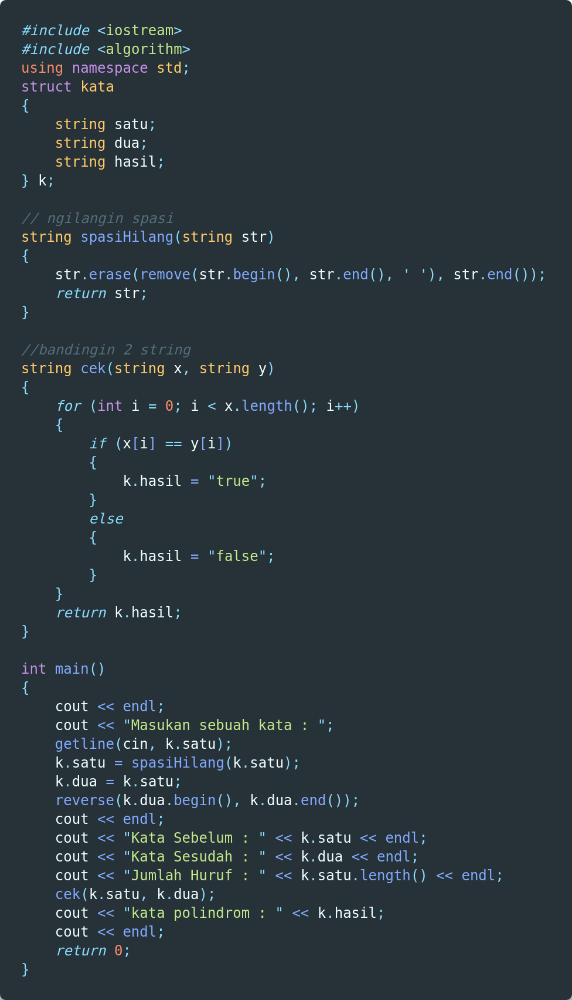 #include <iostream>
#include <algorithm>
using namespace std;
struct kata
{
    string satu;
    string dua;
    string hasil;
} k;

// ngilangin spasi
string spasiHilang(string str)
{
    str.erase(remove(str.begin(), str.end(), ' '), str.end());
    return str;
}

//bandingin 2 string
string cek(string x, string y)
{
    for (int i = 0; i < x.length(); i++)
    {
        if (x[i] == y[i])
        {
            k.hasil = "true";
        }
        else
        {
            k.hasil = "false";
        }
    }
    return k.hasil;
}

int main()
{
    cout << endl;
    cout << "Masukan sebuah kata : ";
    getline(cin, k.satu);
    k.satu = spasiHilang(k.satu);
    k.dua = k.satu;
    reverse(k.dua.begin(), k.dua.end());
    cout << endl;
    cout << "Kata Sebelum : " << k.satu << endl;
    cout << "Kata Sesudah : " << k.dua << endl;
    cout << "Jumlah Huruf : " << k.satu.length() << endl;
    cek(k.satu, k.dua);
    cout << "kata polindrom : " << k.hasil;
    cout << endl;
    return 0;
}